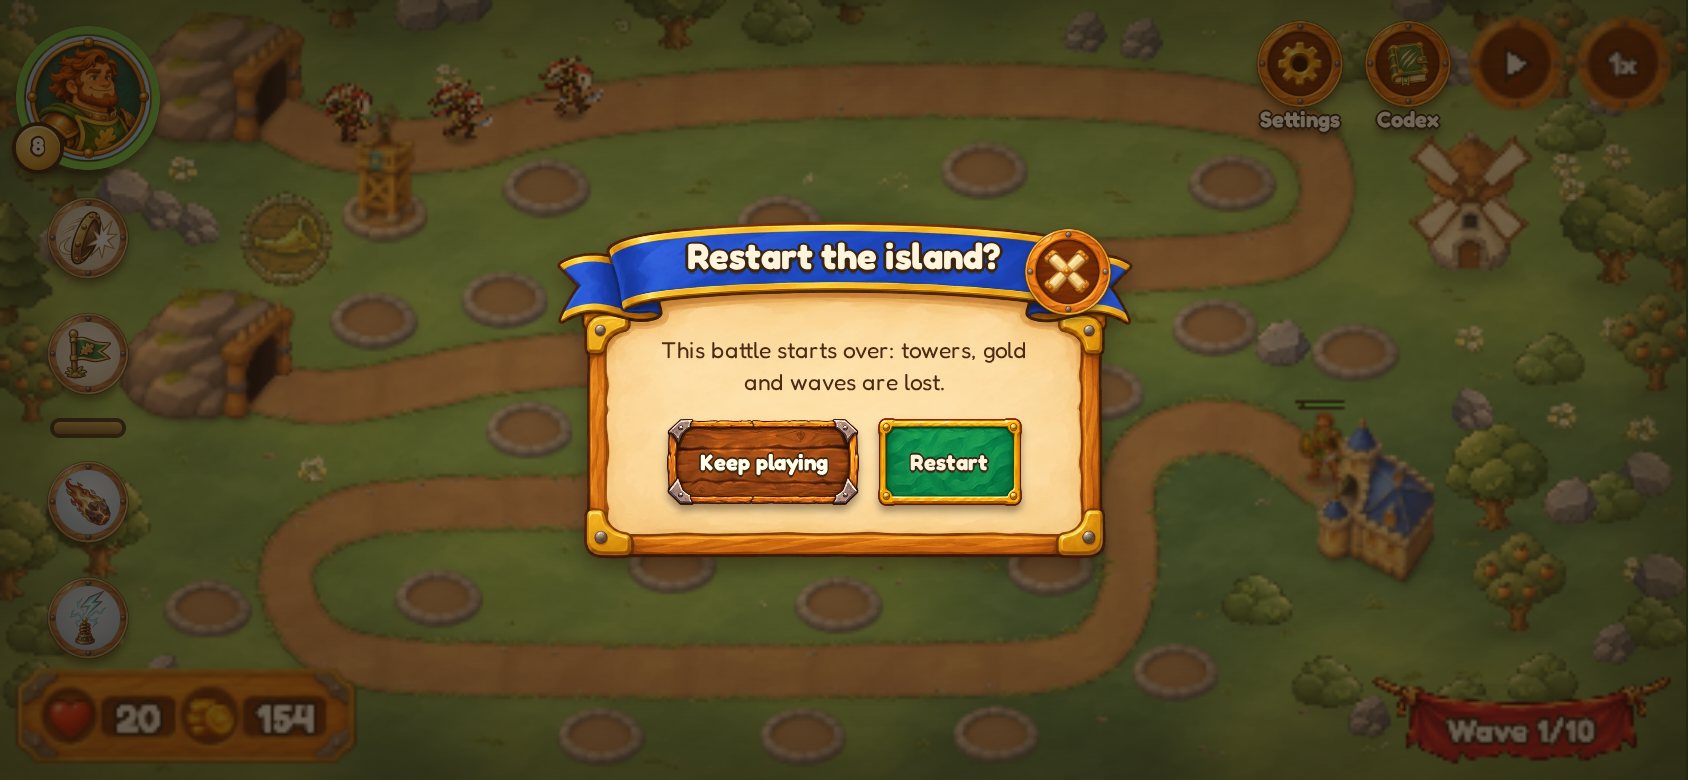 8
Settings
Codex
1x
Restart the island?
This battle starts over: towers, gold
and waves are lost.
Keep playing
Restart
20
154
Wave 1/10